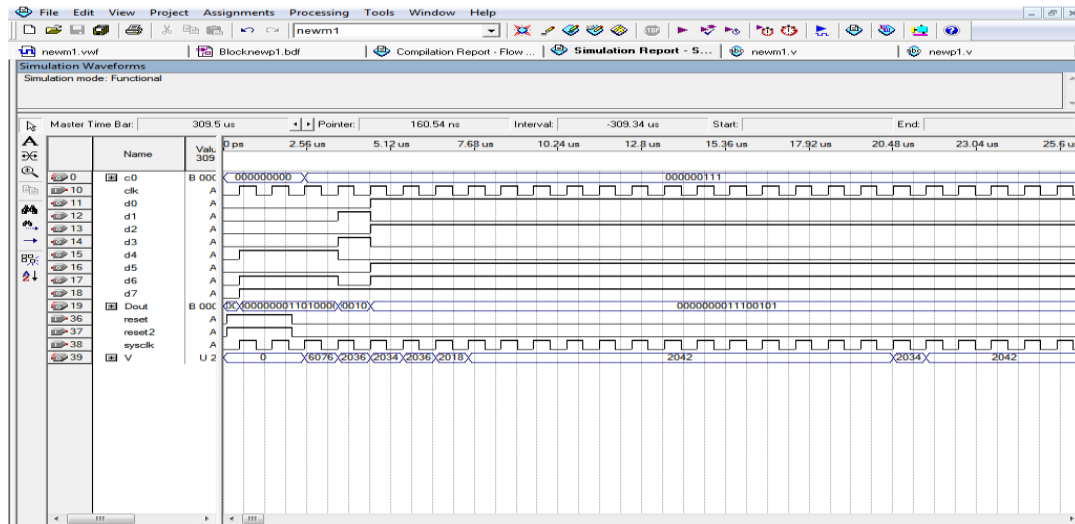 File Edit View Project Assignments Processing Tools Window Help
newm1
newm1.vwf Blocknewp1.bdf Compilation Report - Flow ... Simulation Report - S... newm1.v newp1.v
Simulation Waveforms
Simulation mode: Functional
Master Time Bar: 309.5 us Pointer: 160.54 ns Interval: -309.34 us Start: End:
Name Valu 309 0 ps 2.56 us 5.12 us 7.68 us 10.24 us 12.8 us 15.36 us 17.92 us 20.48 us 23.04 us 25.6 u
0 c0 B 000 000000000 000000111
10 clk A
11 d0 A
12 d1 A
13 d2 A
14 d3 A
15 d4 A
16 d5 A
17 d6 A
18 d7 A
19 Dout B 000 0010 0000000011100101
36 reset A
37 reset2 A
38 sysclk A
39 V U 2 0 6076 2036 2034 2036 2018 2042 2034 2042